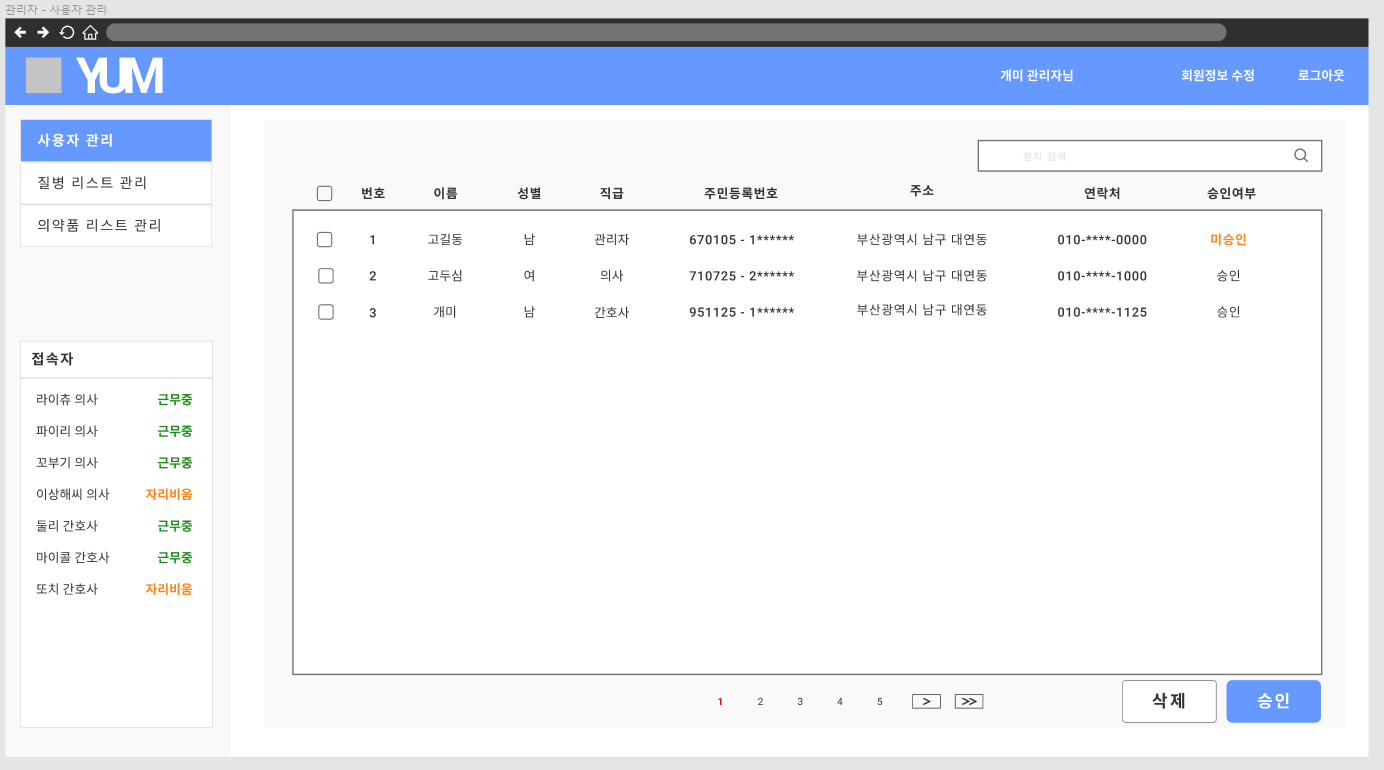 관리자 - 사용자 관리
YUM
개미 관리자님 회원정보 수정 로그아웃
사용자 관리
질병 리스트 관리
의약품 리스트 관리
접속자
라이츄 의사 근무중
파이리 의사 근무중
꼬부기 의사 근무중
이상해씨 의사 자리비움
둘리 간호사 근무중
마이콜 간호사 근무중
또치 간호사 자리비움
환자 검색
번호 이름 성별 직급 주민등록번호 주소 연락처 승인여부
1 고길동 남 관리자 670105 - 1****** 부산광역시 남구 대연동 010-****-0000 미승인
2 고두심 여 의사 710725 - 2****** 부산광역시 남구 대연동 010-****-1000 승인
3 개미 남 간호사 951125 - 1****** 부산광역시 남구 대연동 010-****-1125 승인
1 2 3 4 5 > >>
삭제 승인